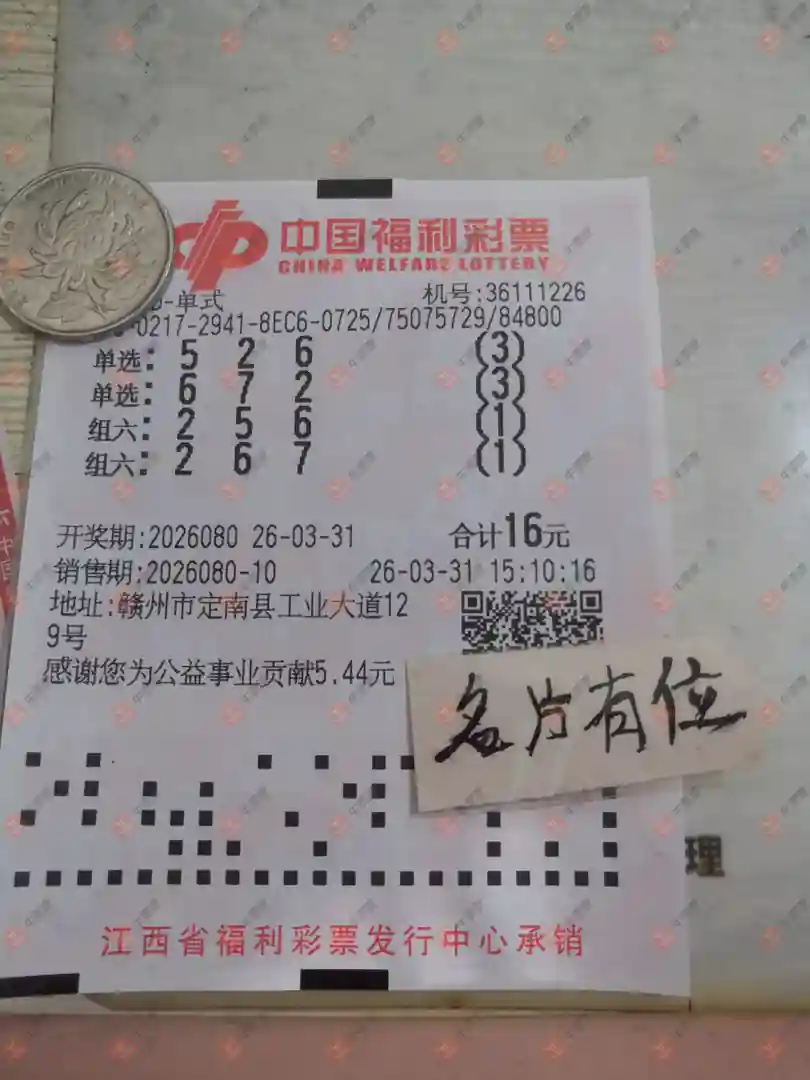 中国福利彩票
CHINA WELFARE LOTTERY
D-单式 机号:36111226
0217-2941-8EC6-0725/75075729/84800
单选: 5 2 6 (3)
单选: 6 7 2 (3)
组六: 2 5 6 (1)
组六: 2 6 7 (1)
开奖期:2026080 26-03-31 合计16元
销售期:2026080-10 26-03-31 15:10:16
地址:赣州市定南县工业大道12
9号
感谢您为公益事业贡献5.44元
名片有位
理
江西省福利彩票发行中心承销